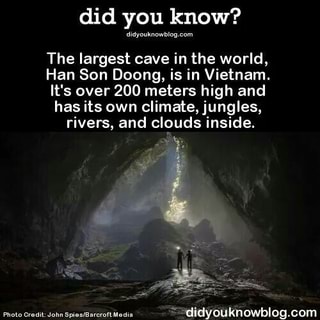 did you know?
didyouknowblog.com
The largest cave in the world,
Han Son Doong, is in Vietnam.
It's over 200 meters high and
has its own climate, jungles,
rivers, and clouds inside.
Photo Credit: John Spies/Barcroft Media
didyouknowblog.com